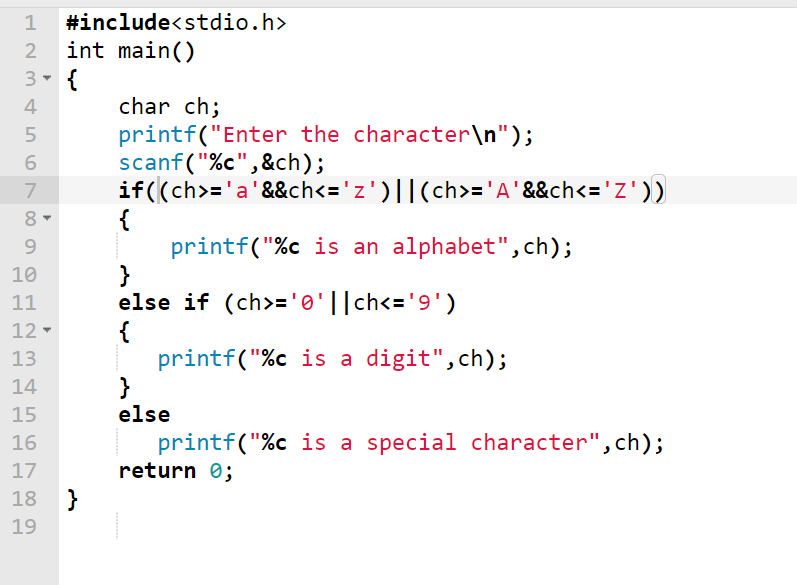 1 #include<stdio.h>
2 int main()
3 {
4 char ch;
5 printf("Enter the character\n");
6 scanf("%c",&ch);
7 if((ch>='a'&&ch<='z')||(ch>='A'&&ch<='Z'))
8 {
9 printf("%c is an alphabet",ch);
10 }
11 else if (ch>='0'||ch<='9')
12 {
13 printf("%c is a digit",ch);
14 }
15 else
16 printf("%c is a special character",ch);
17 return 0;
18 }
19